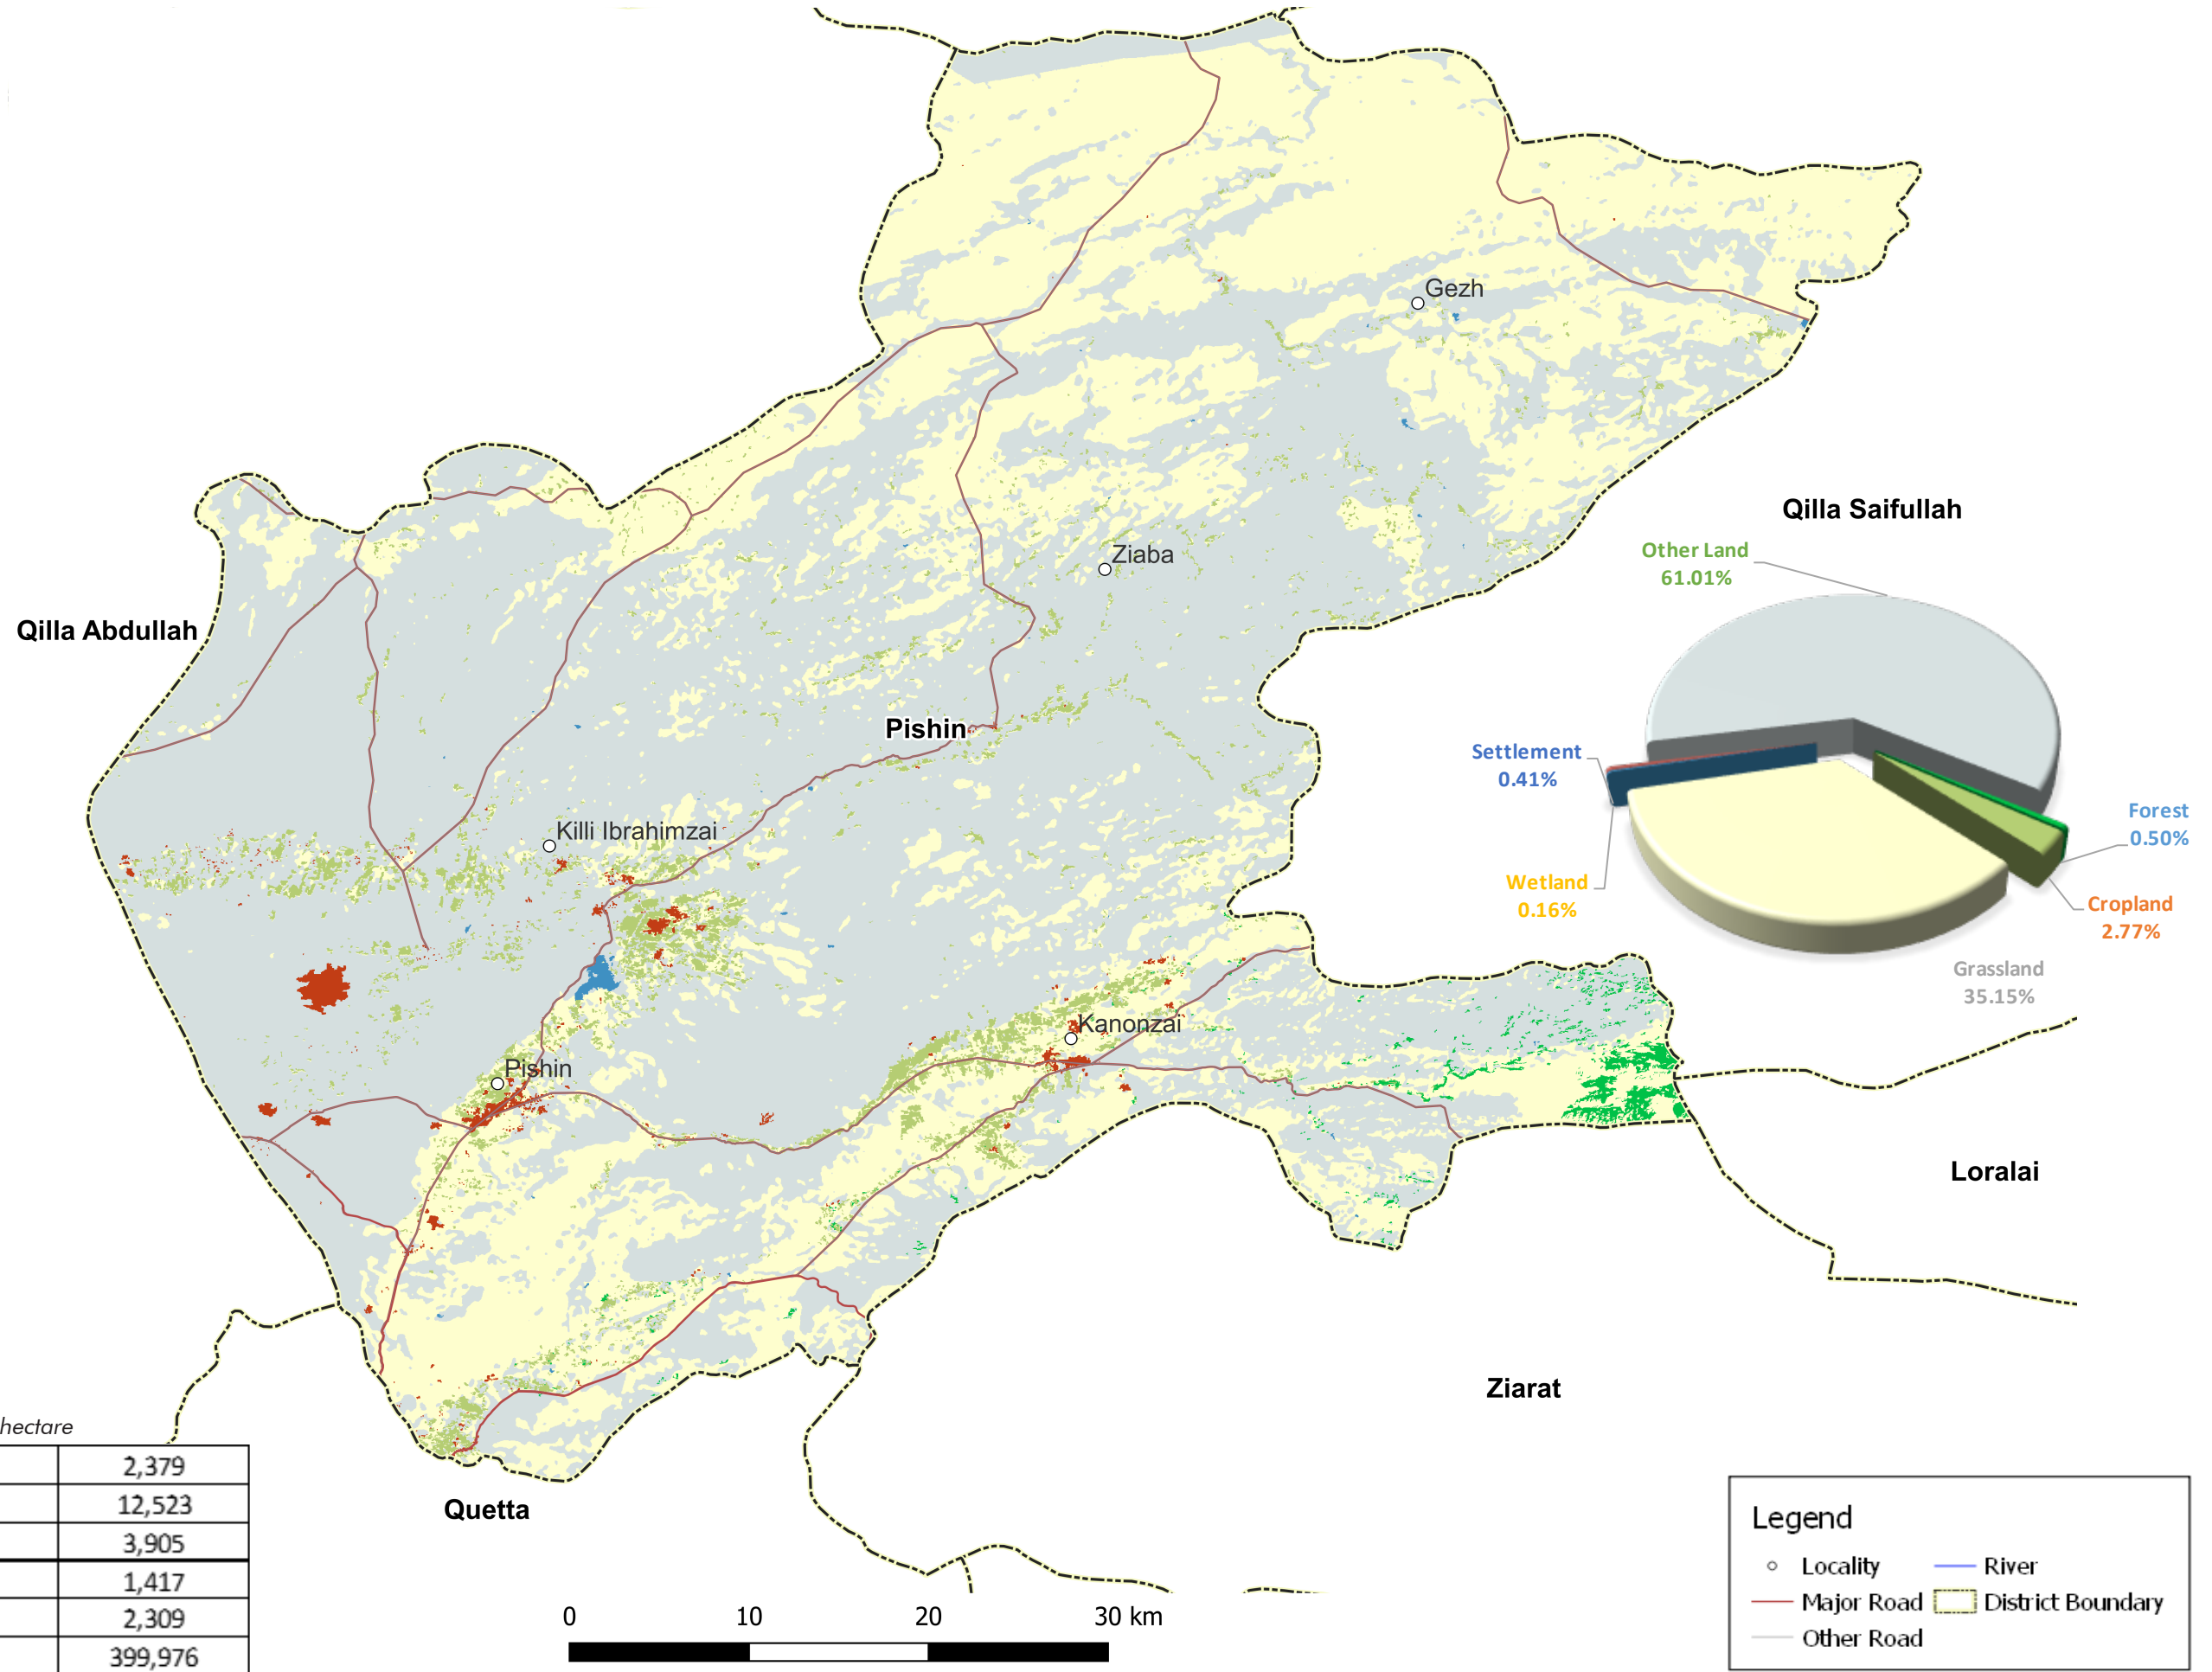 Gezh
Qilla Saifullah
Other Land
61.01%
Ziaba
Qilla Abdullah
Pishin
Settlement
0.41%
Forest
0.50%
Killi Ibrahimzai
Wetland
0.16%
Cropland
2.77%
Grassland
35.15%
Kanonzai
Pishin
Loralai
Ziarat
hectare
2,379
12,523
3,905
1,417
2,309
399,976
Quetta
0 10 20 30 km
Legend
Locality
River
Major Road
District Boundary
Other Road